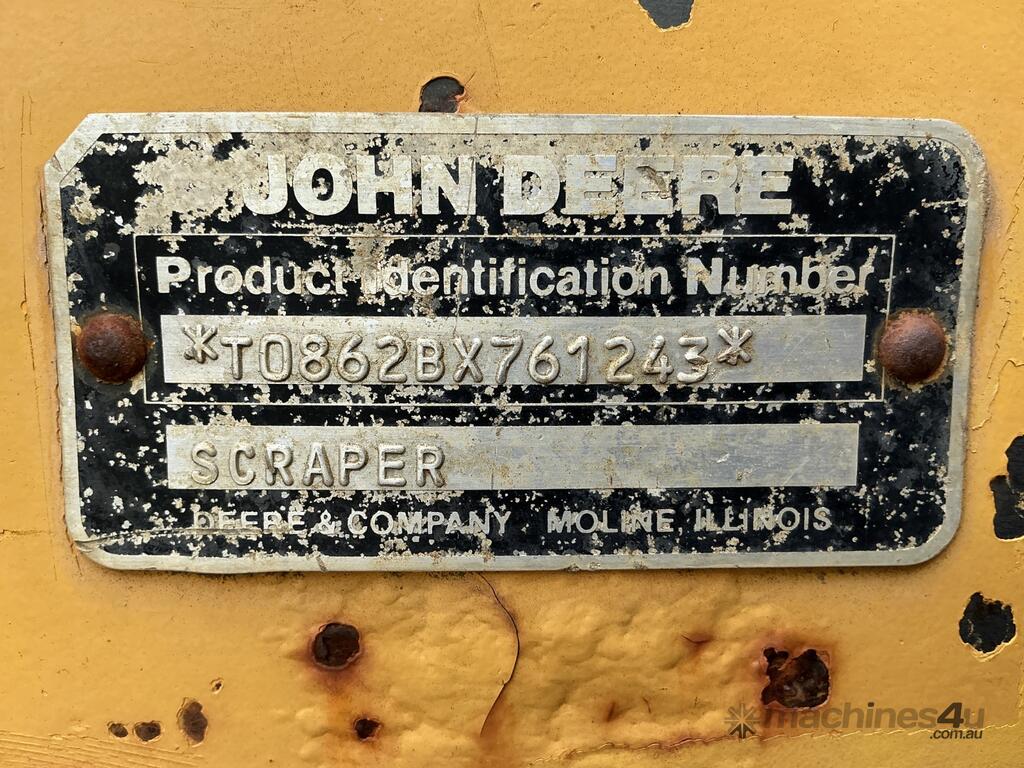 JOHN DEERE
Product Identification Number
*T0862BX761243*
SCRAPER
DEERE & COMPANY MOLINE, ILLINOIS
machines4u
.com.au